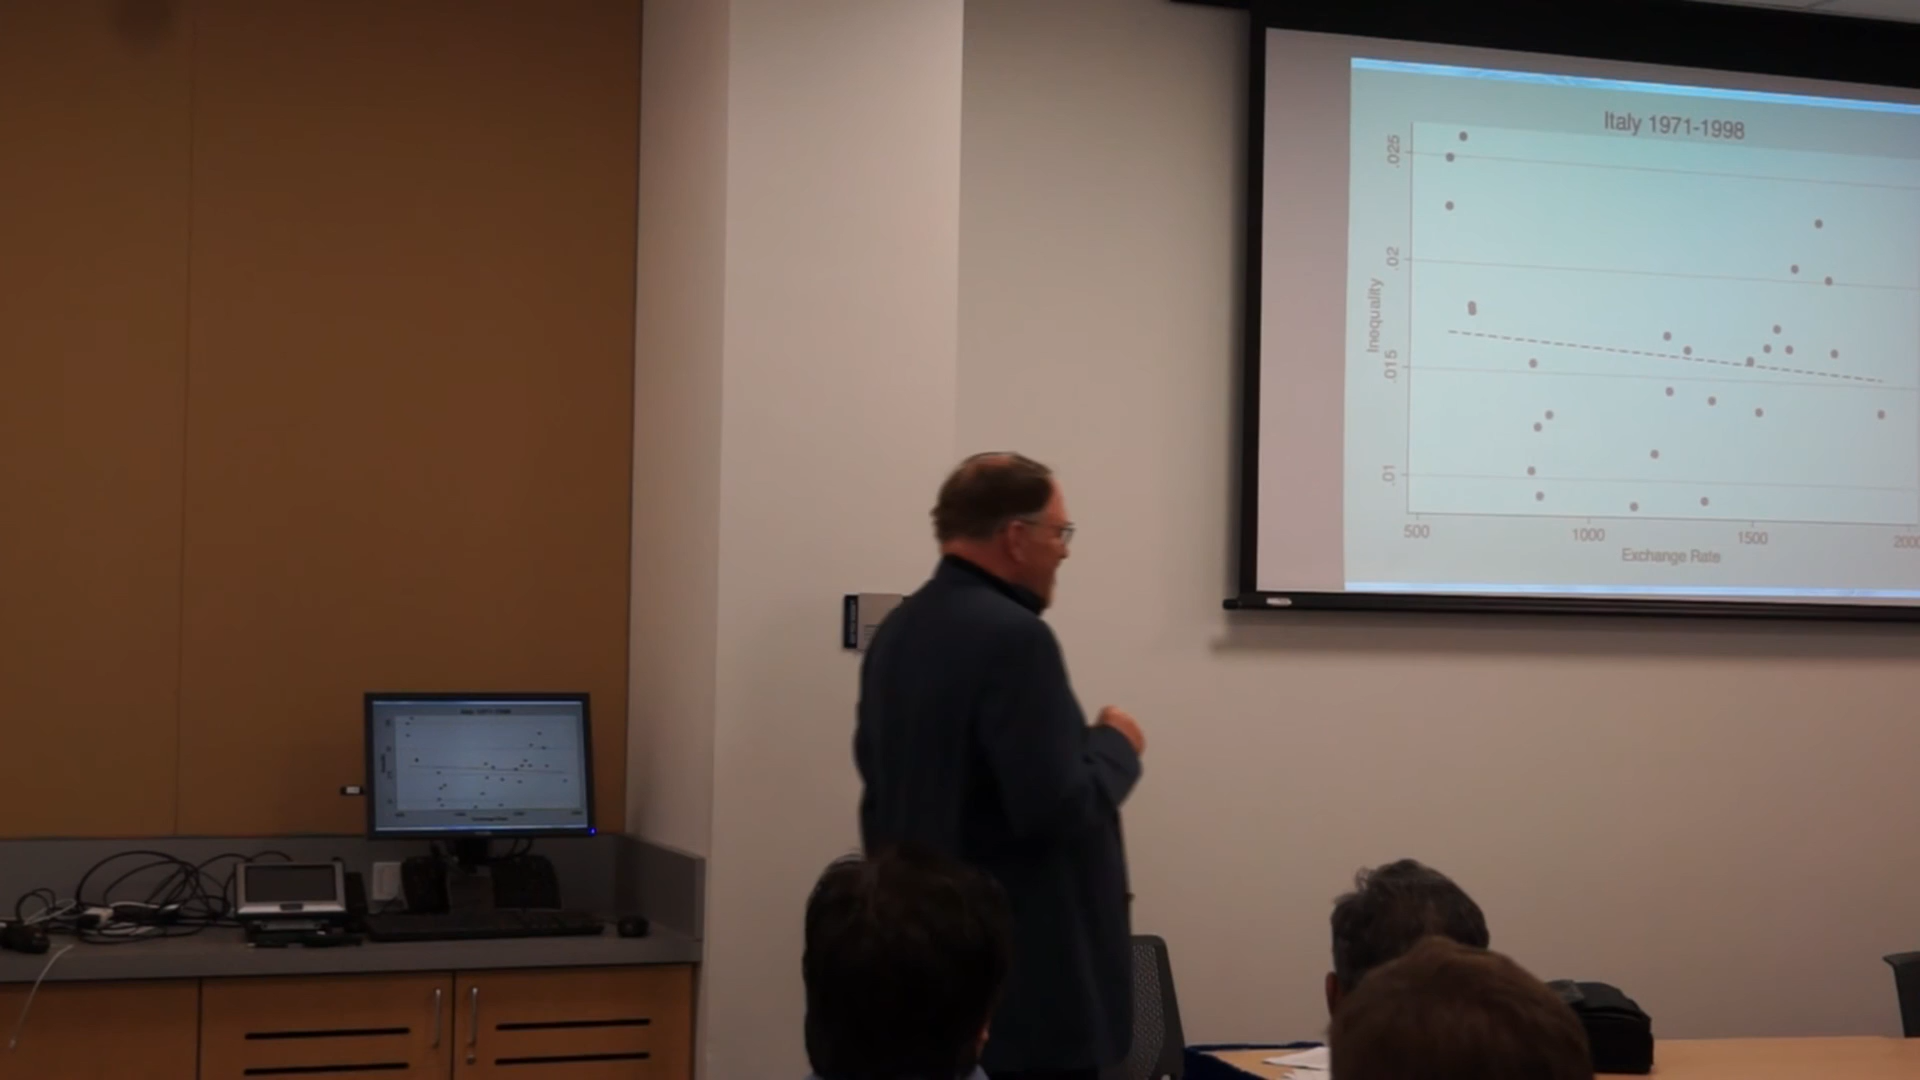 Italy 1971-1998
.025
.02
.015
.01
Inequality
500 1000 1500 2000
Exchange Rate